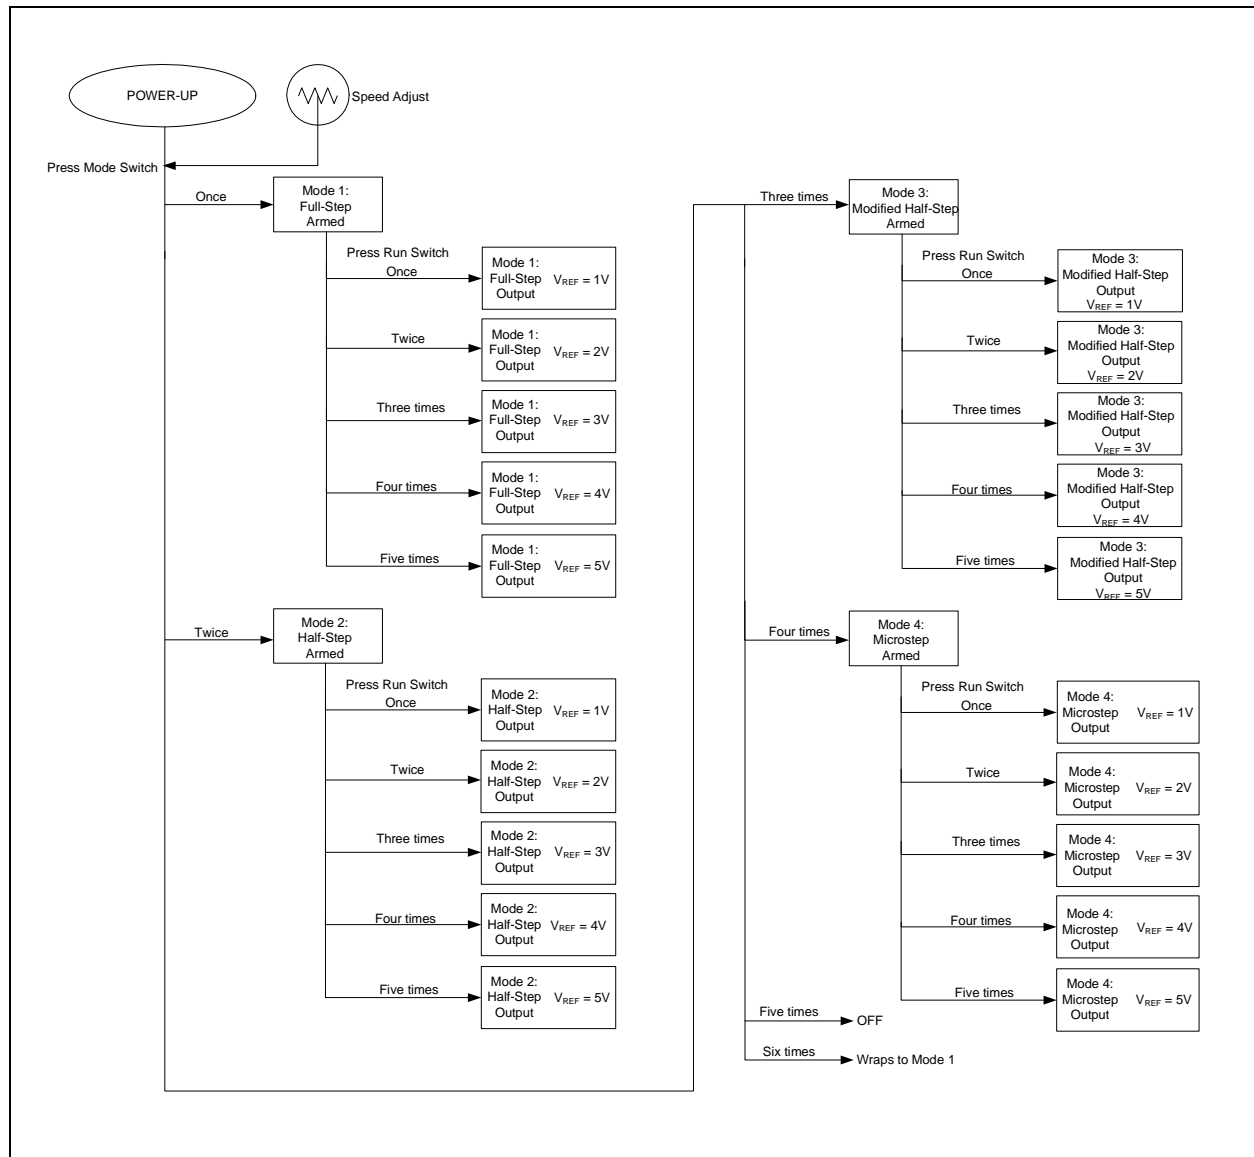 POWER-UP
Speed Adjust
Press Mode Switch
Once
Mode 1:
Full-Step
Armed
Press Run Switch
Once
Mode 1:
Full-Step
Output
VREF = 1V
Twice
Mode 1:
Full-Step
Output
VREF = 2V
Three times
Mode 1:
Full-Step
Output
VREF = 3V
Four times
Mode 1:
Full-Step
Output
VREF = 4V
Five times
Mode 1:
Full-Step
Output
VREF = 5V
Twice
Mode 2:
Half-Step
Armed
Press Run Switch
Once
Mode 2:
Half-Step
Output
VREF = 1V
Twice
Mode 2:
Half-Step
Output
VREF = 2V
Three times
Mode 2:
Half-Step
Output
VREF = 3V
Four times
Mode 2:
Half-Step
Output
VREF = 4V
Five times
Mode 2:
Half-Step
Output
VREF = 5V
Three times
Mode 3:
Modified Half-Step
Armed
Press Run Switch
Once
Mode 3:
Modified Half-Step
Output
VREF = 1V
Twice
Mode 3:
Modified Half-Step
Output
VREF = 2V
Three times
Mode 3:
Modified Half-Step
Output
VREF = 3V
Four times
Mode 3:
Modified Half-Step
Output
VREF = 4V
Five times
Mode 3:
Modified Half-Step
Output
VREF = 5V
Four times
Mode 4:
Microstep
Armed
Press Run Switch
Once
Mode 4:
Microstep
Output
VREF = 1V
Twice
Mode 4:
Microstep
Output
VREF = 2V
Three times
Mode 4:
Microstep
Output
VREF = 3V
Four times
Mode 4:
Microstep
Output
VREF = 4V
Five times
Mode 4:
Microstep
Output
VREF = 5V
Five times
OFF
Six times
Wraps to Mode 1